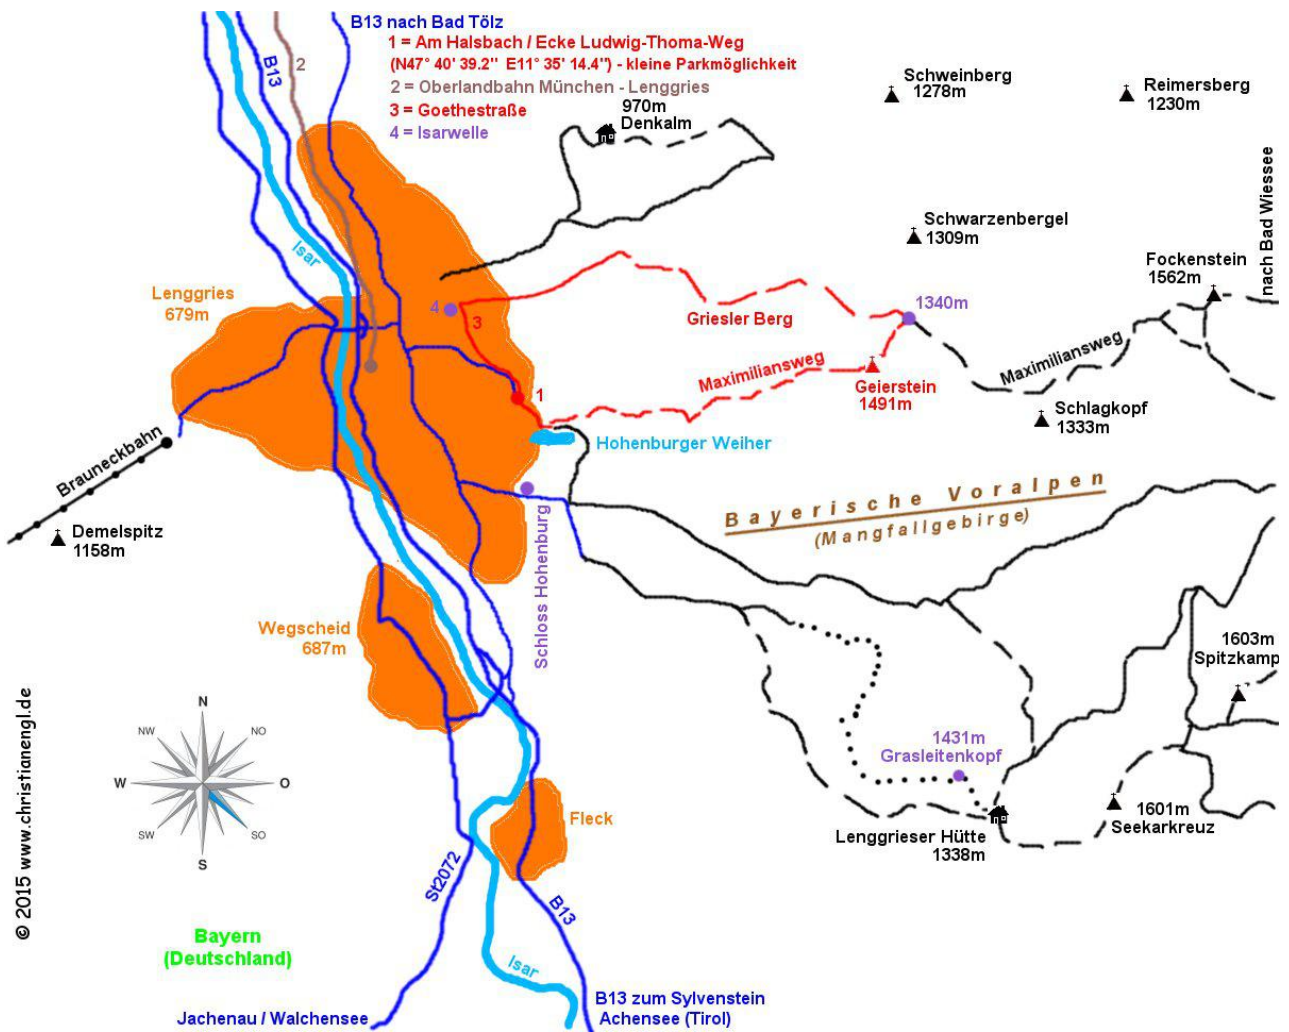 B13 nach Bad Tölz
1 = Am Halsbach / Ecke Ludwig-Thoma-Weg
(N47° 40' 39.2" E11° 35' 14.4") - kleine Parkmöglichkeit
2 = Oberlandbahn München - Lenggries
3 = Goethestraße
4 = Isarwelle
B13
2
970m
Denkalm
Schweinberg
1278m
Reimersberg
1230m
Schwarzenbergel
1309m
Fockenstein
1562m
nach Bad Wiessee
Isar
Lenggries
679m
4
3
1
Griesler Berg
1340m
Maximiliansweg
Maximiliansweg
Geierstein
1491m
Schlagkopf
1333m
Hohenburger Weiher
Brauneckbahn
Demelspitz
1158m
Bayerische Voralpen
(Mangfallgebirge)
Schloss Hohenburg
Wegscheid
687m
1603m
Spitzkamp
1431m
Grasleitenkopf
1601m
Seekarkreuz
Lenggrieser Hütte
1338m
Fleck
N
NO
O
SO
S
SW
W
NW
© 2015 www.christianengl.de
St2072
B13
Isar
Bayern
(Deutschland)
Jachenau / Walchensee
B13 zum Sylvenstein
Achensee (Tirol)